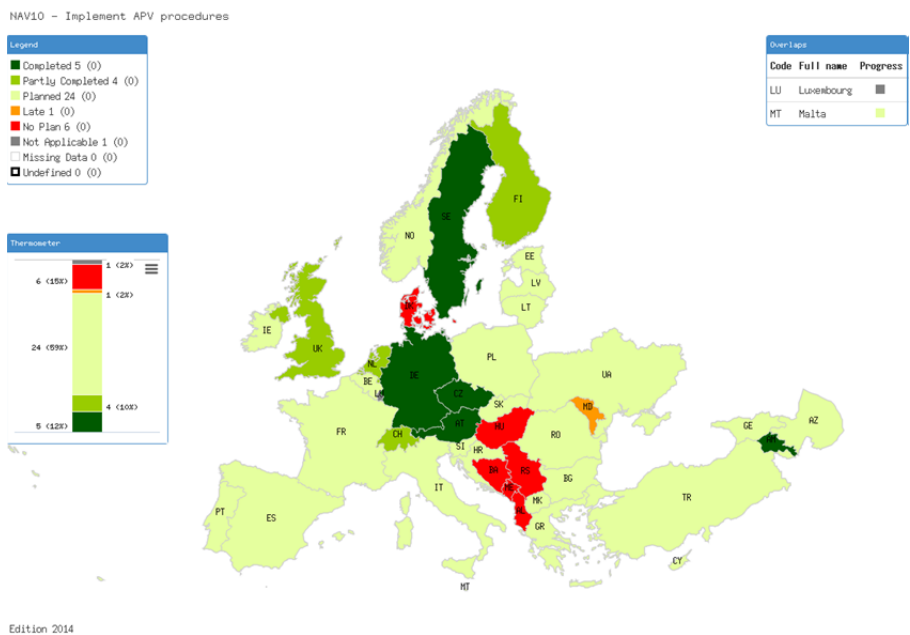 NAV10 - Implement APV procedures
Legend
Completed 5 (0)
Partly Completed 4 (0)
Planned 24 (0)
Late 1 (0)
No Plan 6 (0)
Not Applicable 1 (0)
Missing Data 0 (0)
Undefined 0 (0)
Overlaps
Code Full name Progress
LU Luxembourg
MT Malta
Thermometer
1 (2%)
6 (15%)
1 (2%)
24 (59%)
4 (10%)
5 (12%)
FI
SE
NO
EE
LV
LT
DK
IE
UK
NL
BE
DE
PL
UA
CZ
SK
FR
CH
AT
HU
MD
RO
SI
HR
GE
AZ
BA
RS
BG
IT
MK
TR
PT
ES
GR
CY
MT
Edition 2014